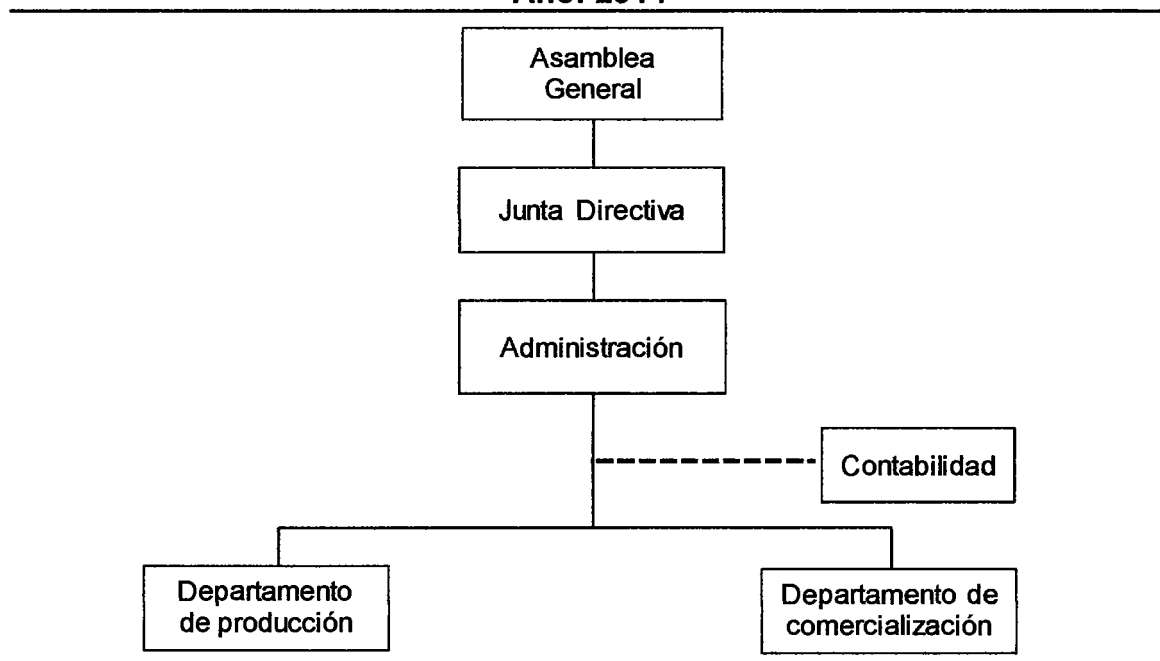 Asamblea
General
Junta Directiva
Administración
Contabilidad
Departamento
de producción
Departamento de
comercialización